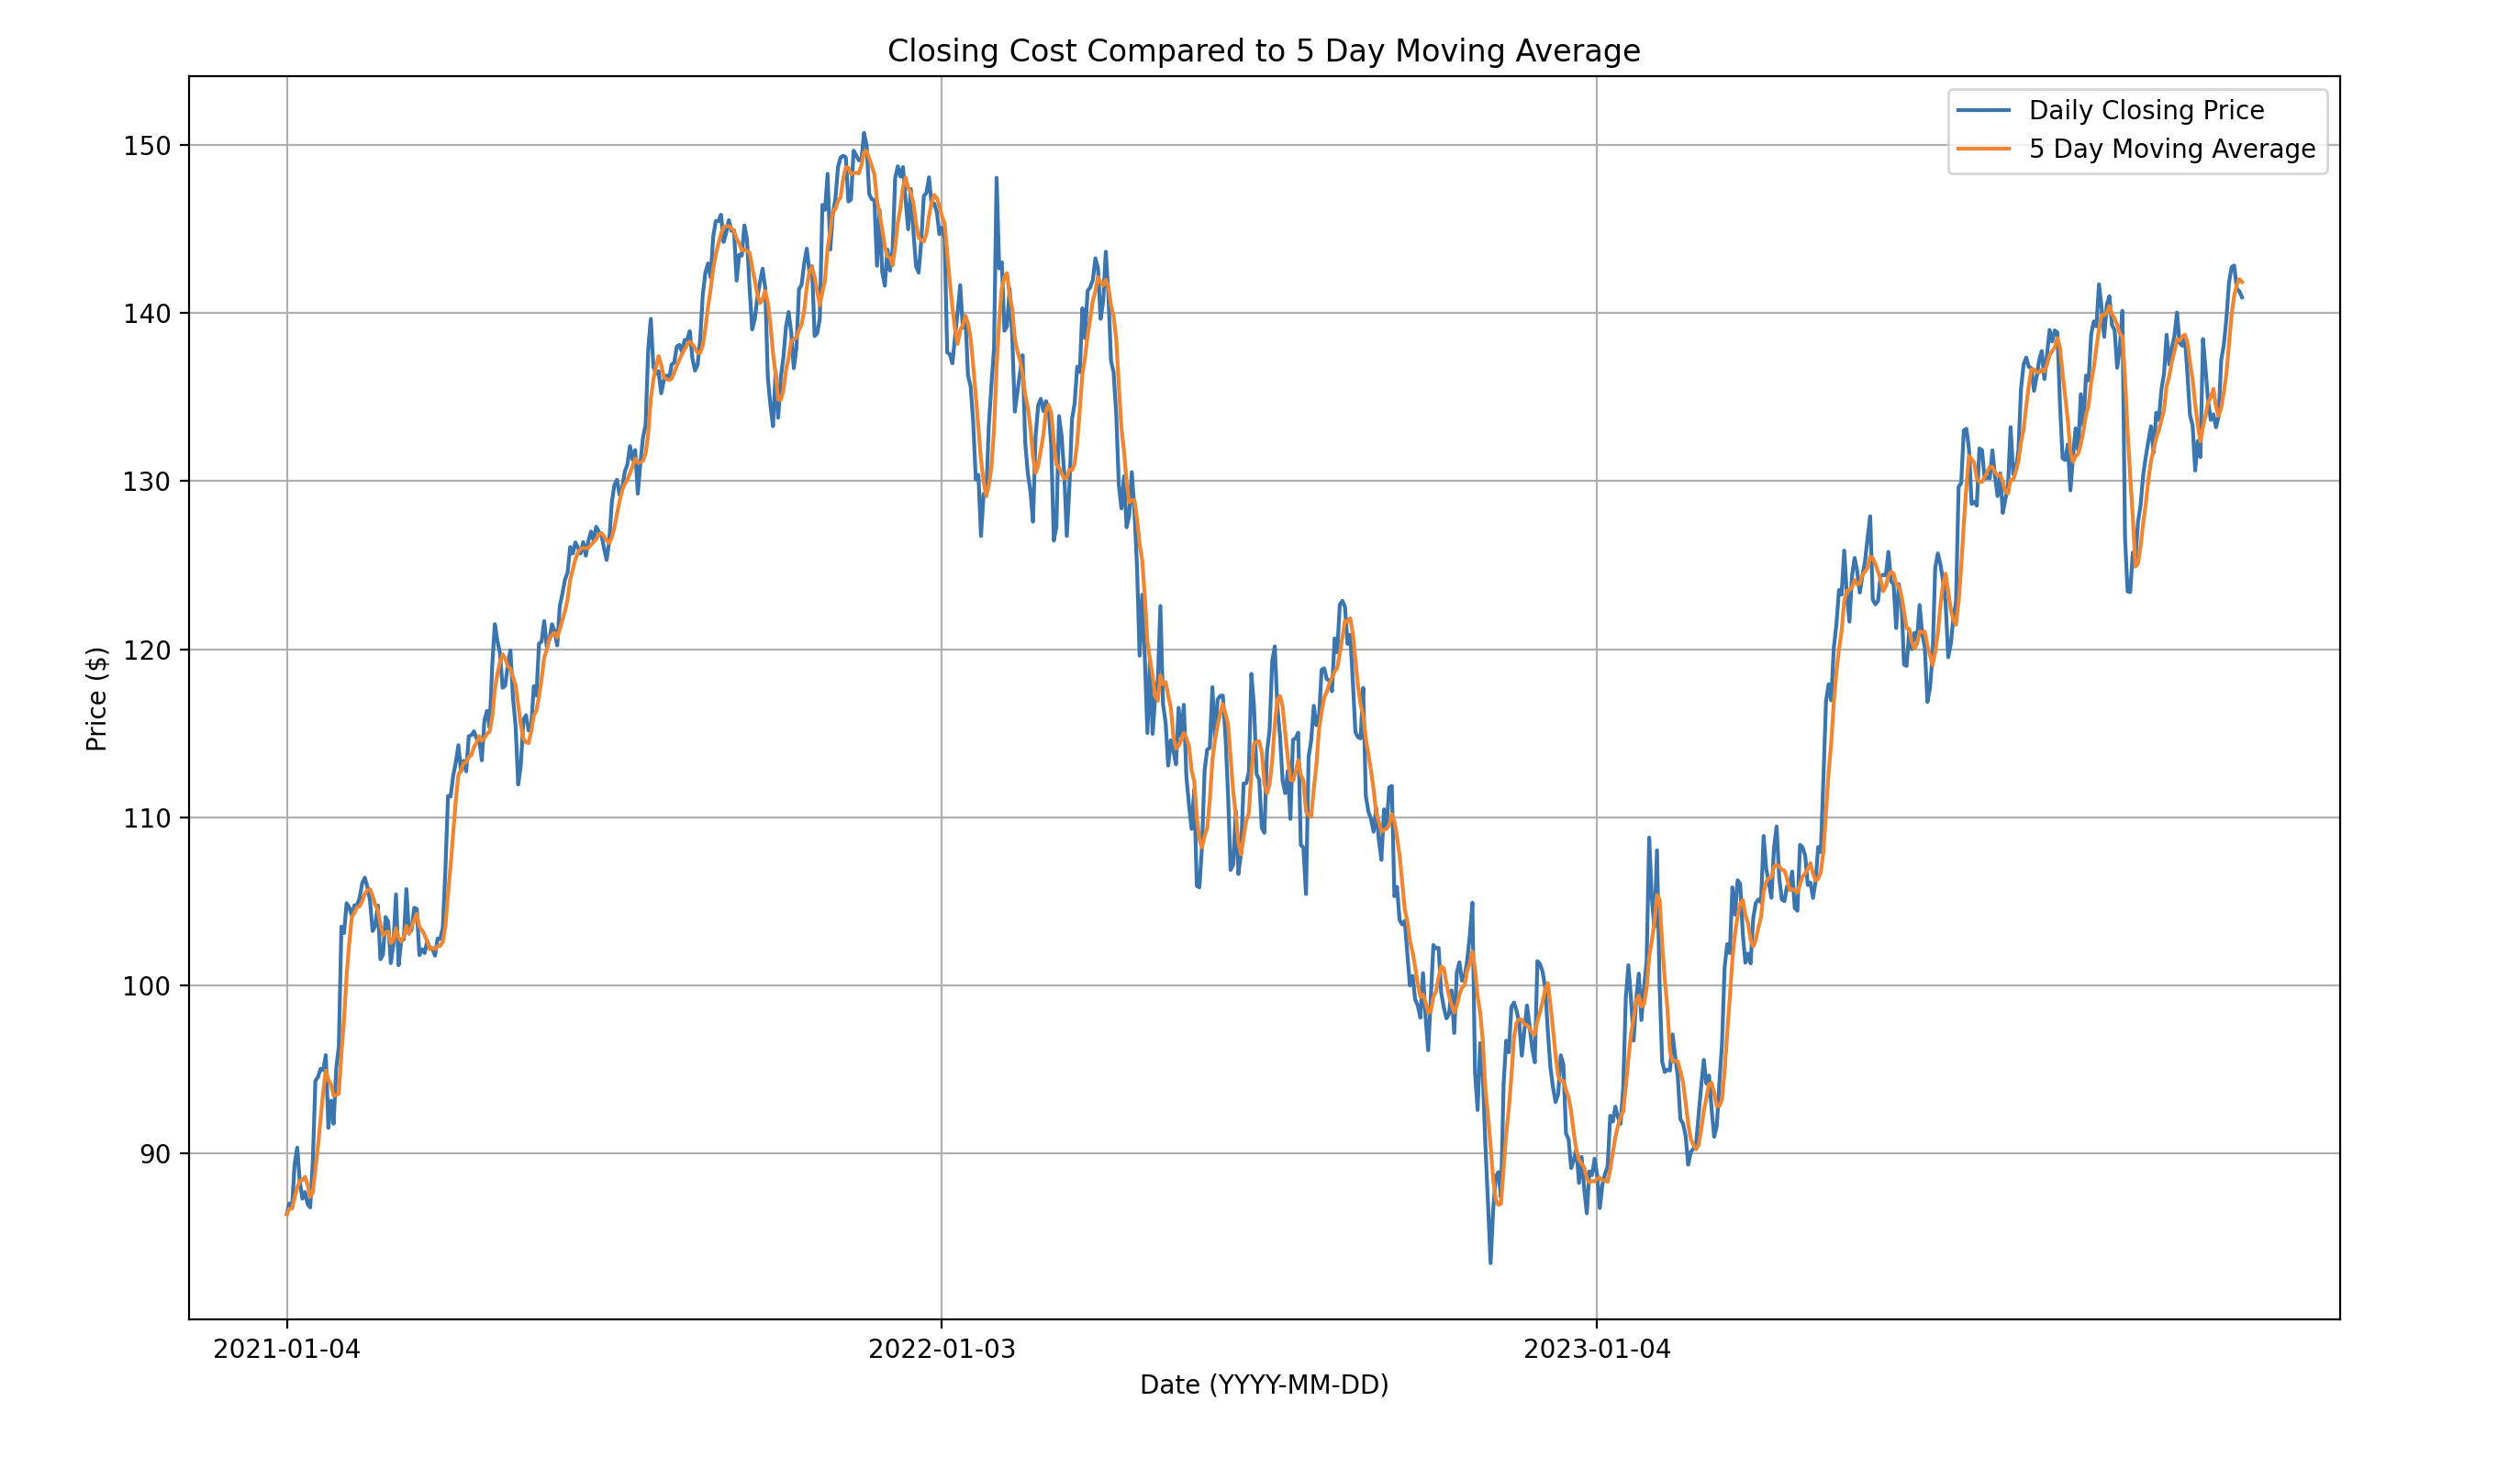 Closing Cost Compared to 5 Day Moving Average
Daily Closing Price
5 Day Moving Average
150
140
130
120
110
100
90
Price ($)
2021-01-04
2022-01-03
2023-01-04
Date (YYYY-MM-DD)